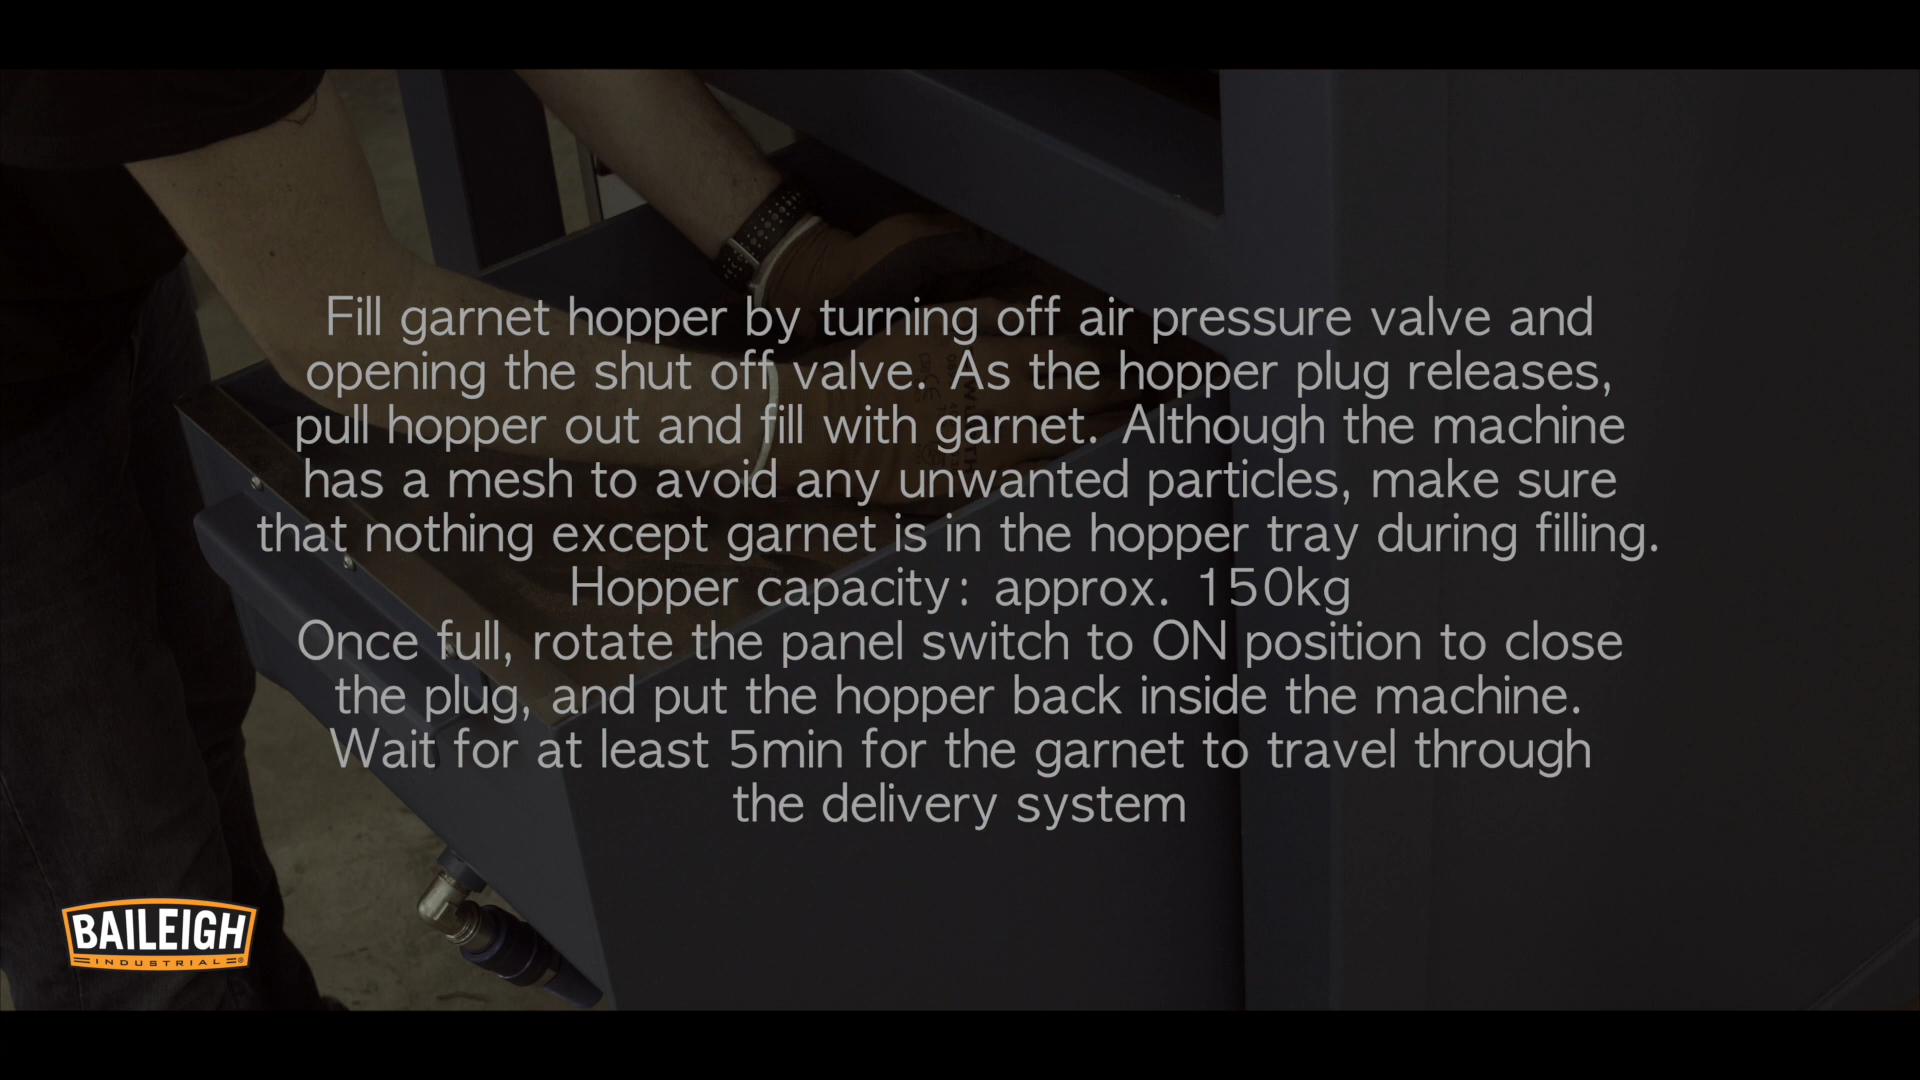 Fill garnet hopper by turning off air pressure valve and
opening the shut off valve. As the hopper plug releases,
pull hopper out and fill with garnet. Although the machine
has a mesh to avoid any unwanted particles, make sure
that nothing except garnet is in the hopper tray during filling.
Hopper capacity: approx. 150kg
Once full, rotate the panel switch to ON position to close
the plug, and put the hopper back inside the machine.
Wait for at least 5min for the garnet to travel through
the delivery system
BAILEIGH
INDUSTRIAL®